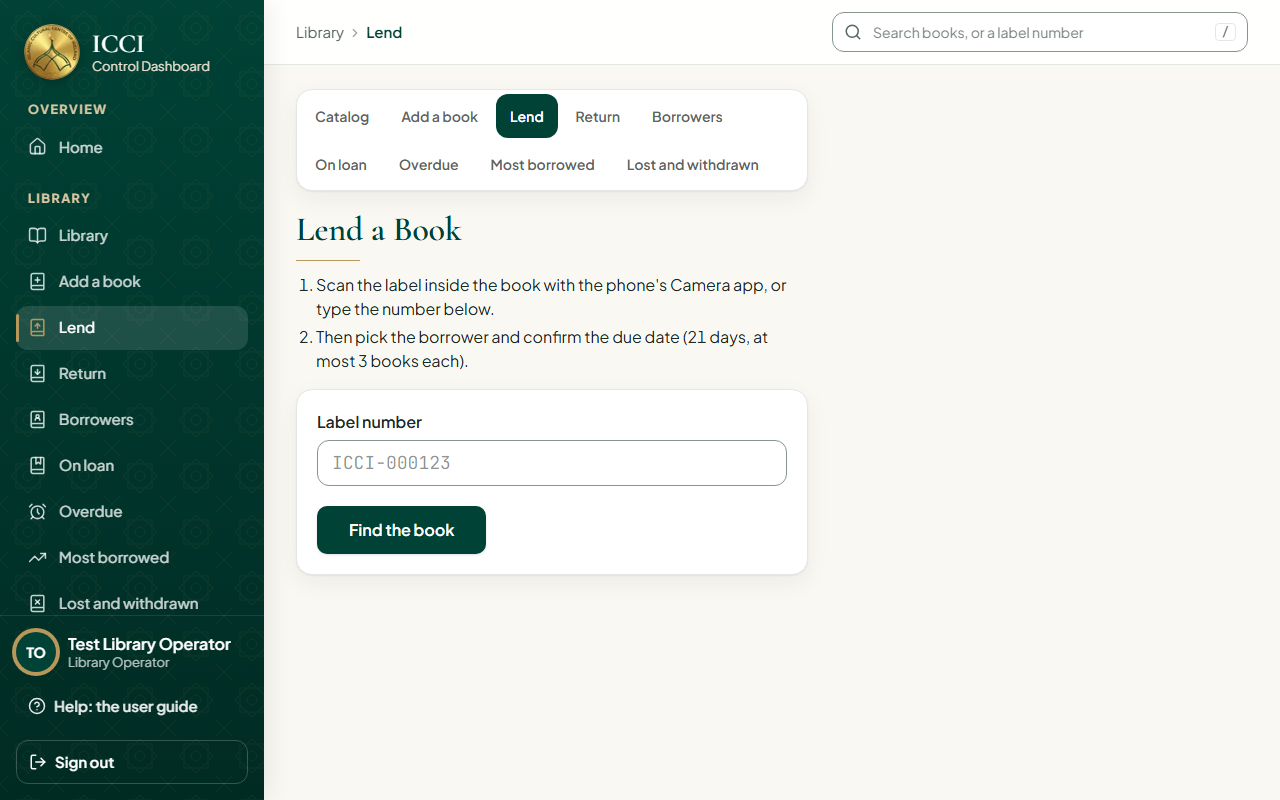 ICCI
Control Dashboard
OVERVIEW
Home
LIBRARY
Library
Add a book
Lend
Return
Borrowers
On loan
Overdue
Most borrowed
Lost and withdrawn
TO
Test Library Operator
Library Operator
Help: the user guide
Sign out
Library > Lend
Search books, or a label number /
Catalog Add a book Lend Return Borrowers
On loan Overdue Most borrowed Lost and withdrawn
Lend a Book
1. Scan the label inside the book with the phone's Camera app, or
type the number below.
2. Then pick the borrower and confirm the due date (21 days, at
most 3 books each).
Label number
ICCI-000123
Find the book